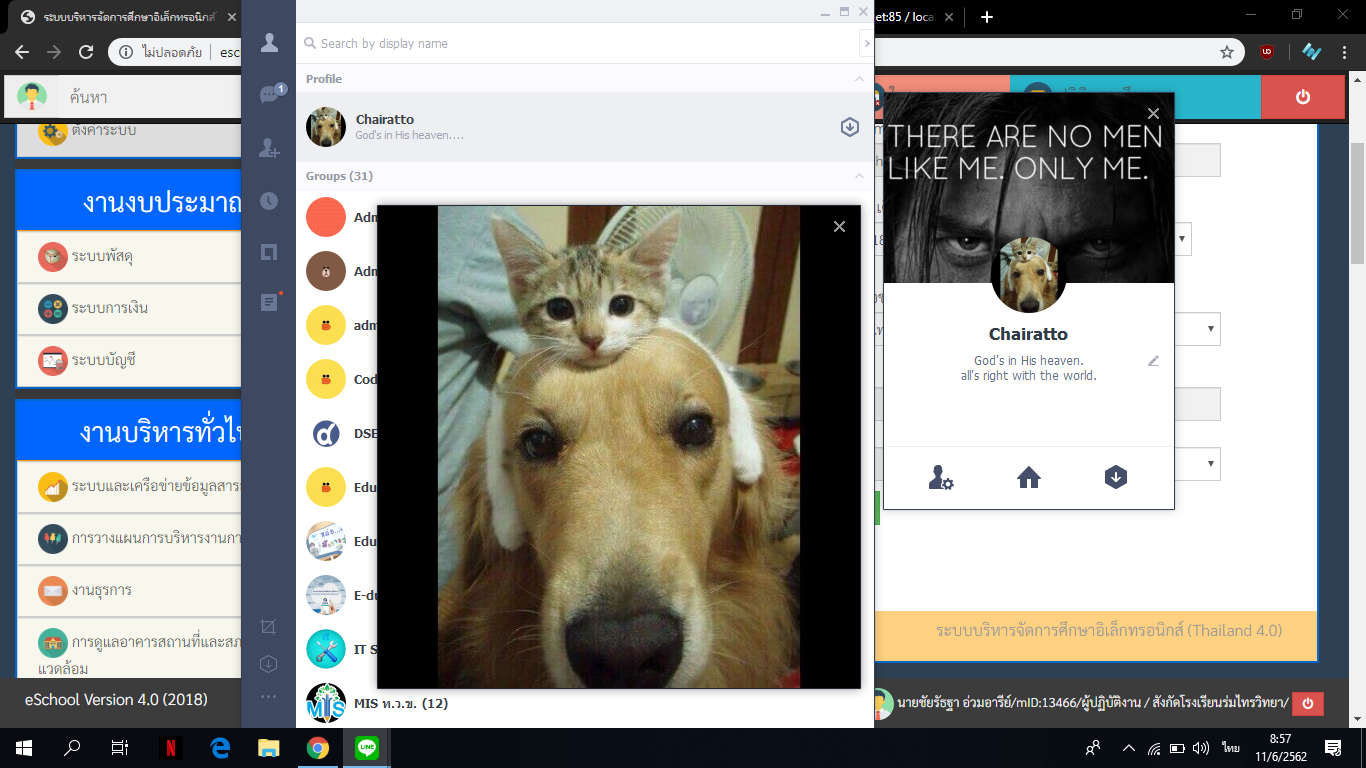 ระบบบริหารจัดการศึกษาอิเล็กทรอนิกส์
et:85 / loca
ไม่ปลอดภัย
esc
ค้นหา
ตั้งค่าระบบ
งานงบประมาณ
ระบบพัสดุ
ระบบการเงิน
ระบบบัญชี
งานบริหารทั่วไป
ระบบและเครือข่ายข้อมูลสาร
การวางแผนการบริหารงานกา
งานธุรการ
การดูแลอาคารสถานที่และสภ
แวดล้อม
eSchool Version 4.0 (2018)
1
Search by display name
Profile
Chairatto
God's in His heaven....
Groups (31)
Adm
Adm
adm
Cod
DSE
Edu
Edu
E-du
IT S
MIS
MIS ท.ว.ข. (12)
THERE ARE NO MEN
LIKE ME. ONLY ME.
Chairatto
God's in His heaven.
all's right with the world.
ระบบบริหารจัดการศึกษาอิเล็กทรอนิกส์ (Thailand 4.0)
นายชัยรัฐฐา อ่วมอารีย์/mID:13466/ผู้ปฏิบัติงาน / สังกัดโรงเรียนร่มไทรวิทยา/
LINE
ไทย
8:57
11/6/2562